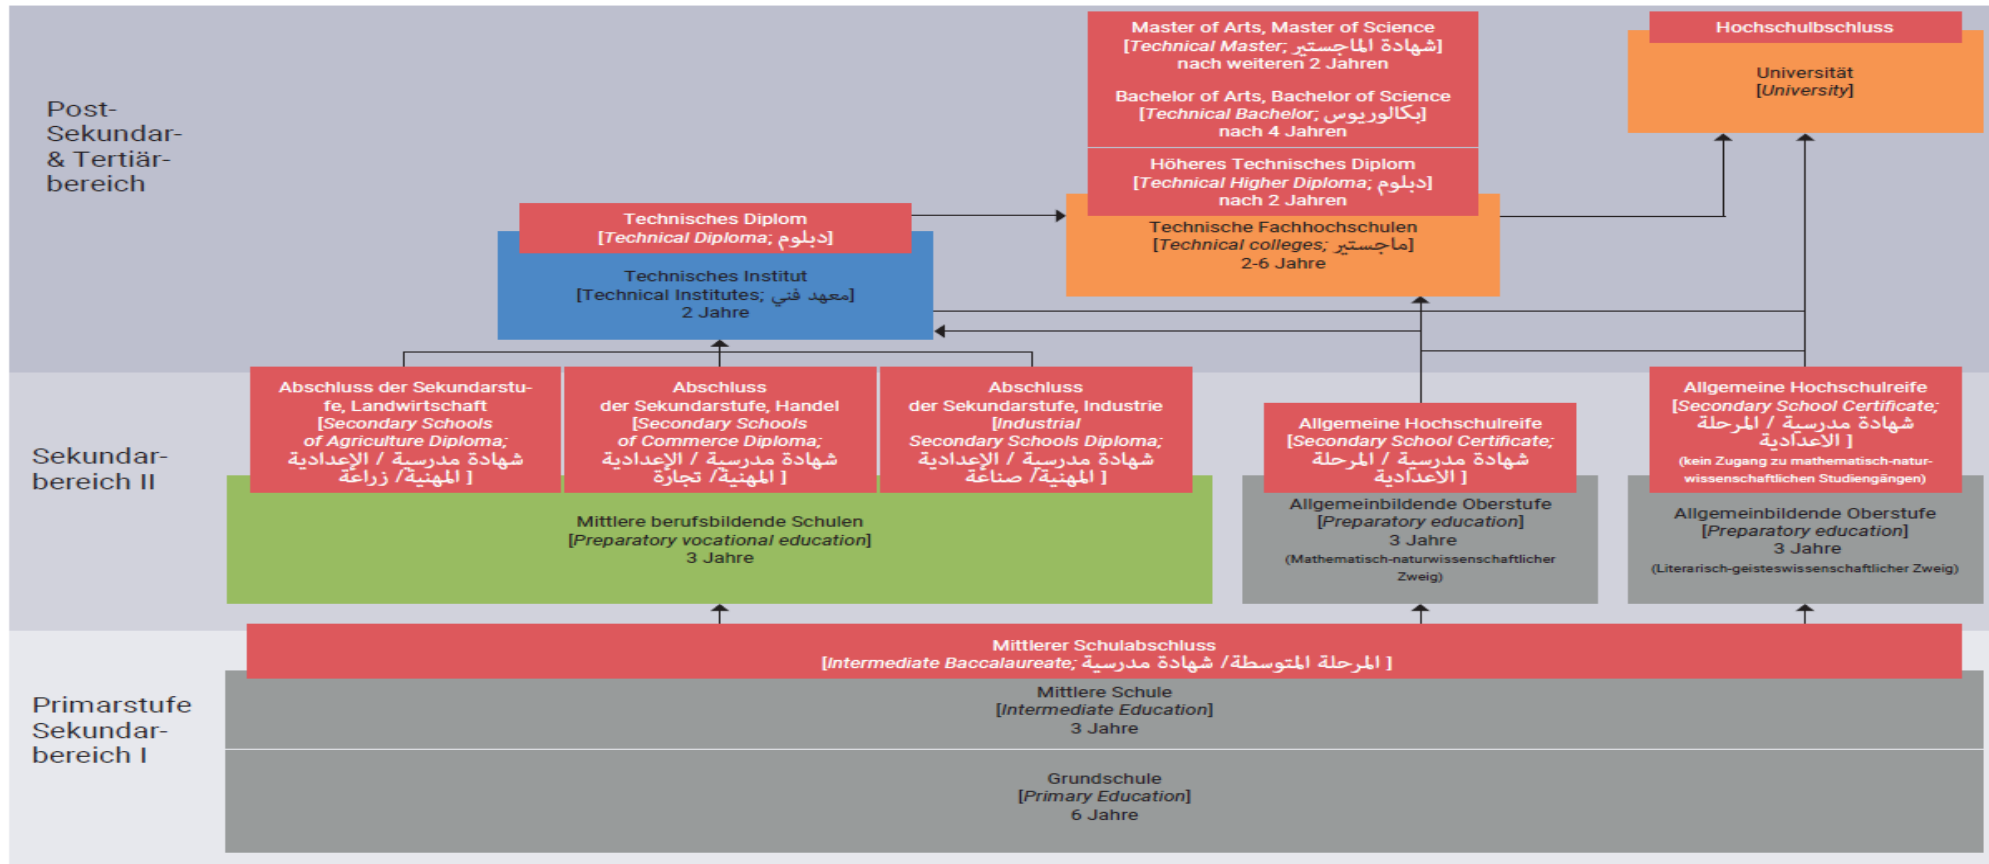 Post-
Sekundar-
& Tertiär-
bereich
Master of Arts, Master of Science
[Technical Master; شهادة الماجستير]
nach weiteren 2 Jahren
Bachelor of Arts, Bachelor of Science
[Technical Bachelor; بكالوريوس]
nach 4 Jahren
Höheres Technisches Diplom
[Technical Higher Diploma; دبلوم]
nach 2 Jahren
Technische Fachhochschulen
[Technical colleges; ماجستير]
2-6 Jahre
Hochschulbschluss
Universität
[University]
Technisches Diplom
[Technical Diploma; دبلوم]
Technisches Institut
[Technical Institutes; معهد فني]
2 Jahre
Sekundar-
bereich II
Abschluss der Sekundarstu-
fe, Landwirtschaft
[Secondary Schools
of Agriculture Diploma;
شهادة مدرسية / الإعدادية
المهنية/ زراعة ]
Abschluss
der Sekundarstufe, Handel
[Secondary Schools
of Commerce Diploma;
شهادة مدرسية / الإعدادية
المهنية/ تجارة ]
Abschluss
der Sekundarstufe, Industrie
[Industrial
Secondary Schools Diploma;
شهادة مدرسية / الإعدادية
المهنية/ صناعة ]
Mittlere berufsbildende Schulen
[Preparatory vocational education]
3 Jahre
Allgemeine Hochschulreife
[Secondary School Certificate;
شهادة مدرسية / المرحلة
الاعدادية ]
Allgemeinbildende Oberstufe
[Preparatory education]
3 Jahre
(Mathematisch-naturwissenschaftlicher
Zweig)
Allgemeine Hochschulreife
[Secondary School Certificate;
شهادة مدرسية / المرحلة
الاعدادية ]
(kein Zugang zu mathematisch-natur-
wissenschaftlichen Studiengängen)
Allgemeinbildende Oberstufe
[Preparatory education]
3 Jahre
(Literarisch-geisteswissenschaftlicher Zweig)
Primarstufe
Sekundar-
bereich I
Mittlerer Schulabschluss
[Intermediate Baccalaureate; المرحلة المتوسطة/ شهادة مدرسية ]
Mittlere Schule
[Intermediate Education]
3 Jahre
Grundschule
[Primary Education]
6 Jahre